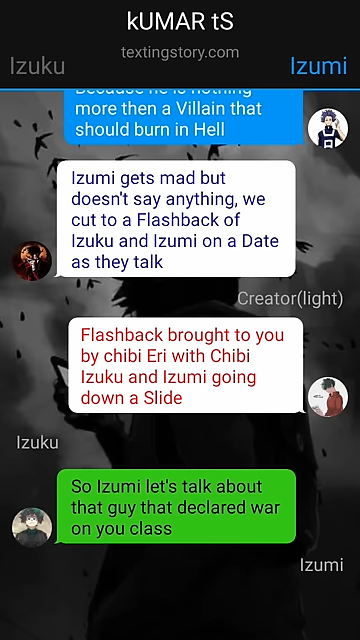 kUMAR tS
textingstory.com
Izuku
Izumi
Because he is nothing
more then a Villain that
should burn in Hell
Izumi gets mad but
doesn't say anything, we
cut to a Flashback of
Izuku and Izumi on a Date
as they talk
Creator(light)
Flashback brought to you
by chibi Eri with Chibi
Izuku and Izumi going
down a Slide
Izuku
So Izumi let's talk about
that guy that declared war
on you class
Izumi